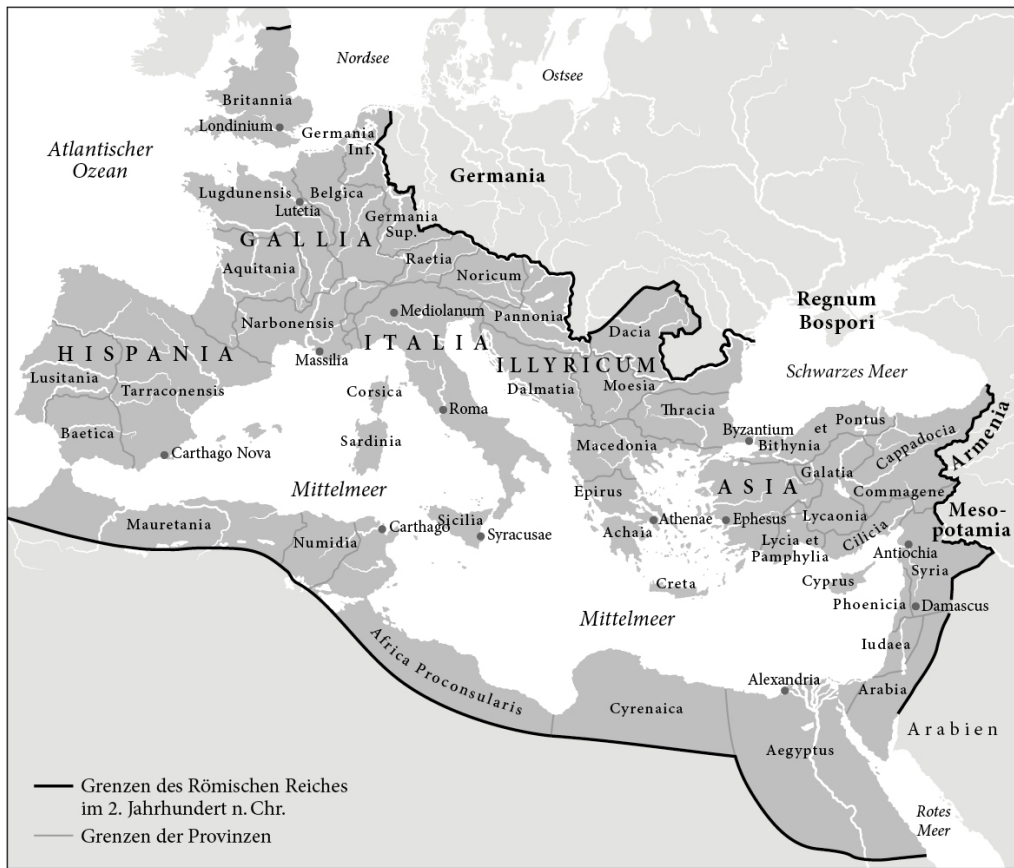 Nordsee
Ostsee
Britannia
Londinium
Atlantischer
Ozean
Germania
Inf.
Germania
Lugdunensis
Belgica
Lutetia
Germania
Sup.
GALLIA
Aquitania
Raetia
Noricum
Narbonensis
Mediolanum
Pannonia
Dacia
Regnum
Bospori
Massilia
ITALIA
ILLYRICUM
Schwarzes Meer
HISPANIA
Lusitania
Tarraconensis
Corsica
Dalmatia
Moesia
Baetica
Roma
Thracia
Sardinia
Byzantium
Bithynia
et
Pontus
Cappadocia
Armenia
Carthago Nova
Macedonia
Galatia
Mittelmeer
Epirus
ASIA
Commagene
Meso-
potamia
Mauretania
Numidia
Carthago
Sicilia
Syracusae
Achaia
Athenae
Ephesus
Lycaonia
Lycia et
Pamphylia
Cilicia
Antiochia
Syria
Creta
Cyprus
Mittelmeer
Phoenicia
Damascus
Iudaea
Africa Proconsularis
Cyrenaica
Alexandria
Arabia
Arabien
Aegyptus
Grenzen des Römischen Reiches
im 2. Jahrhundert n. Chr.
Grenzen der Provinzen
Rotes
Meer